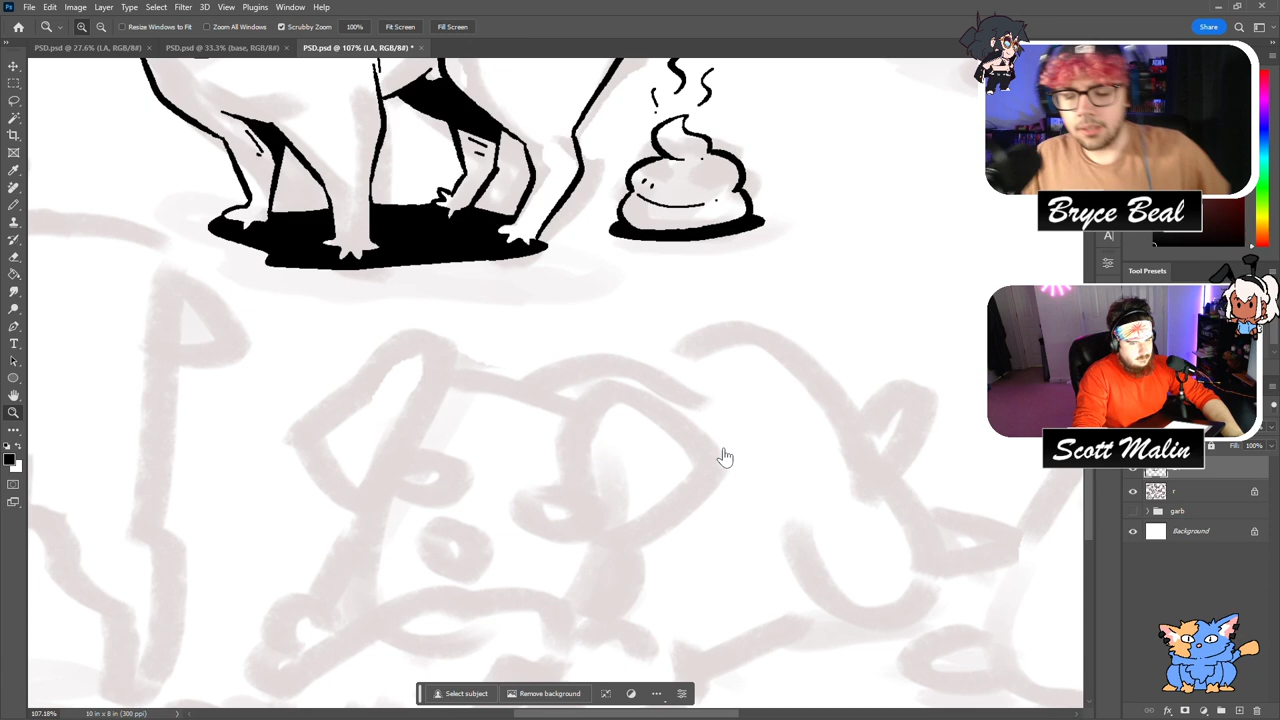 File Edit Image Layer Type Select Filter 3D View Plugins Window Help
Resize Windows to Fit Zoom All Windows Scrubby Zoom 100% Fit Screen Fill Screen Share
PSD.psd @ 27.6% (LA, RGB/8#) × PSD.psd @ 33.3% (base, RGB/8#) × PSD.psd @ 107% (LA, RGB/8#) * ×
Bryce Beal
Tool Presets
Scott Malin
Fill: 100%
r
garb
Background
Select subject Remove background
107.18% 10 in x 8 in (300 ppi)